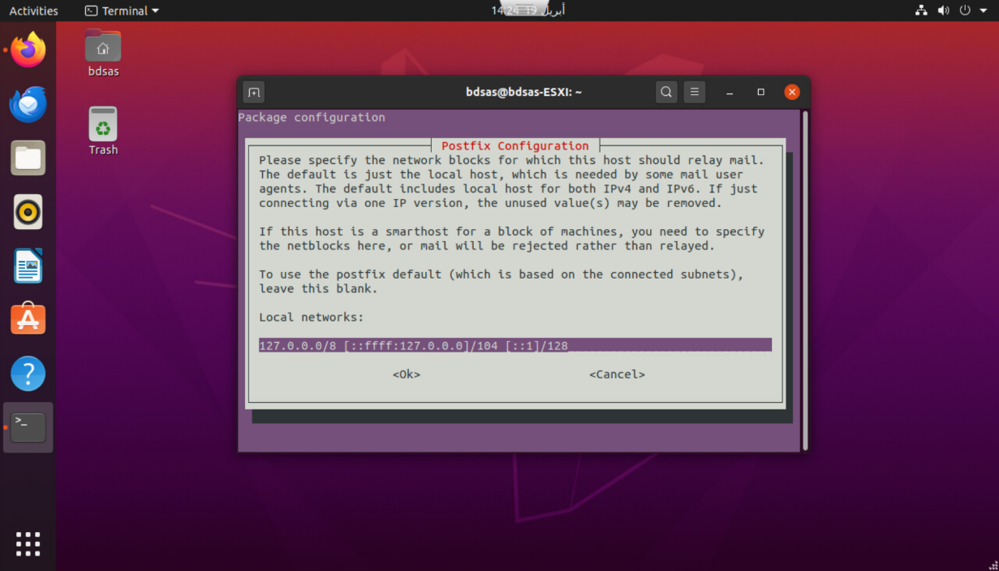 Activities
Terminal
أبريل 19 14:24
bdsas
Trash
bdsas@bdsas-ESXI: ~
Package configuration
Postfix Configuration
Please specify the network blocks for which this host should relay mail.
The default is just the local host, which is needed by some mail user
agents. The default includes local host for both IPv4 and IPv6. If just
connecting via one IP version, the unused value(s) may be removed.
If this host is a smarthost for a block of machines, you need to specify
the netblocks here, or mail will be rejected rather than relayed.
To use the postfix default (which is based on the connected subnets),
leave this blank.
Local networks:
127.0.0.0/8 [::ffff:127.0.0.0]/104 [::1]/128
<Ok> <Cancel>